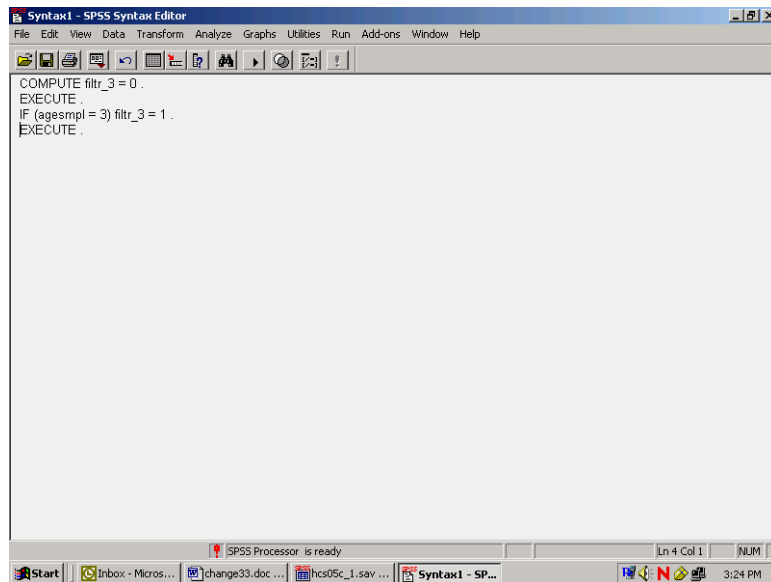 Syntax1 - SPSS Syntax Editor
File Edit View Data Transform Analyze Graphs Utilities Run Add-ons Window Help
COMPUTE filtr_3 = 0 .
EXECUTE .
IF (agesmpl = 3) filtr_3 = 1 .
EXECUTE .
SPSS Processor is ready
Ln 4 Col 1
NUM
Start
Inbox - Micros...
change33.doc ...
hcs05c_1.sav ...
Syntax1 - SP...
3:24 PM